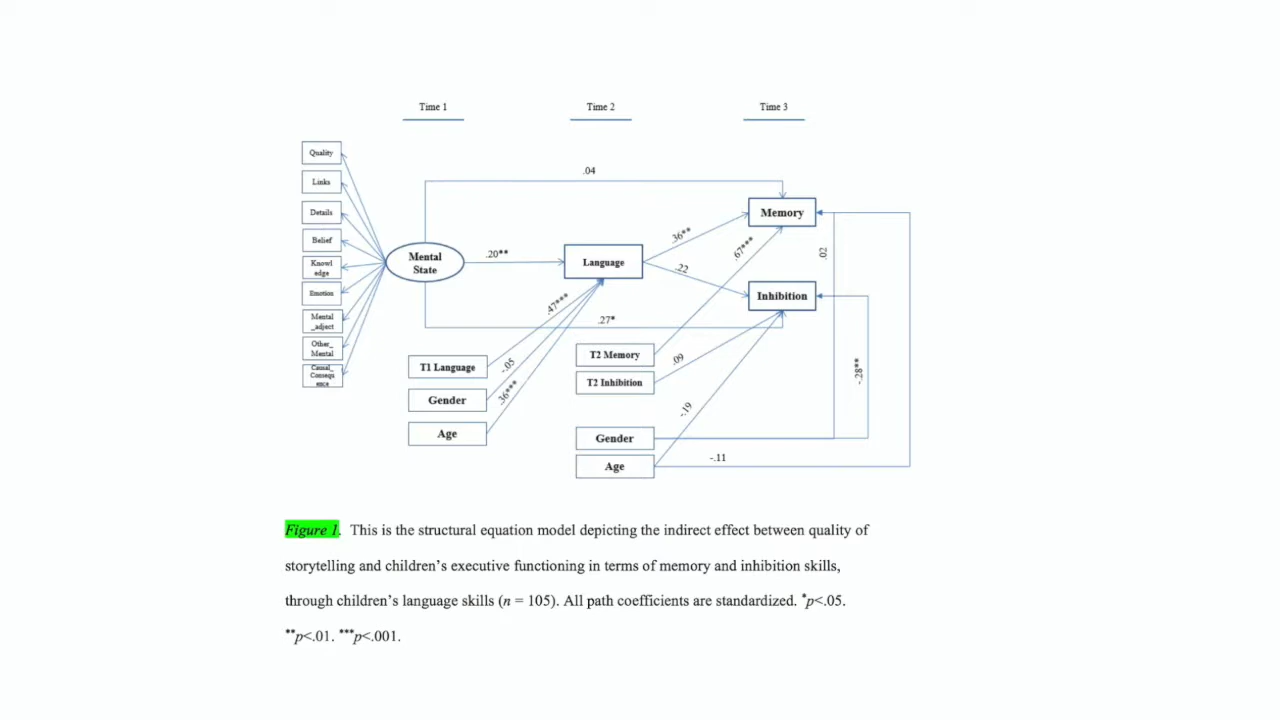 Time 1
Time 2
Time 3
Quality
Links
Details
Belief
Knowl
edge
Emotion
Mental
_adject
Other_
Mental
Causal_
Consequ
ence
Mental
State
.04
.20**
Language
.36**
-.22
.67***
Memory
Inhibition
.02
.27*
.47***
-.05
.36***
T1 Language
Gender
Age
T2 Memory
T2 Inhibition
.09
-.19
-.28**
Gender
Age
-.11
Figure 1. This is the structural equation model depicting the indirect effect between quality of
storytelling and children’s executive functioning in terms of memory and inhibition skills,
through children’s language skills (n = 105). All path coefficients are standardized. *p<.05.
**p<.01. ***p<.001.